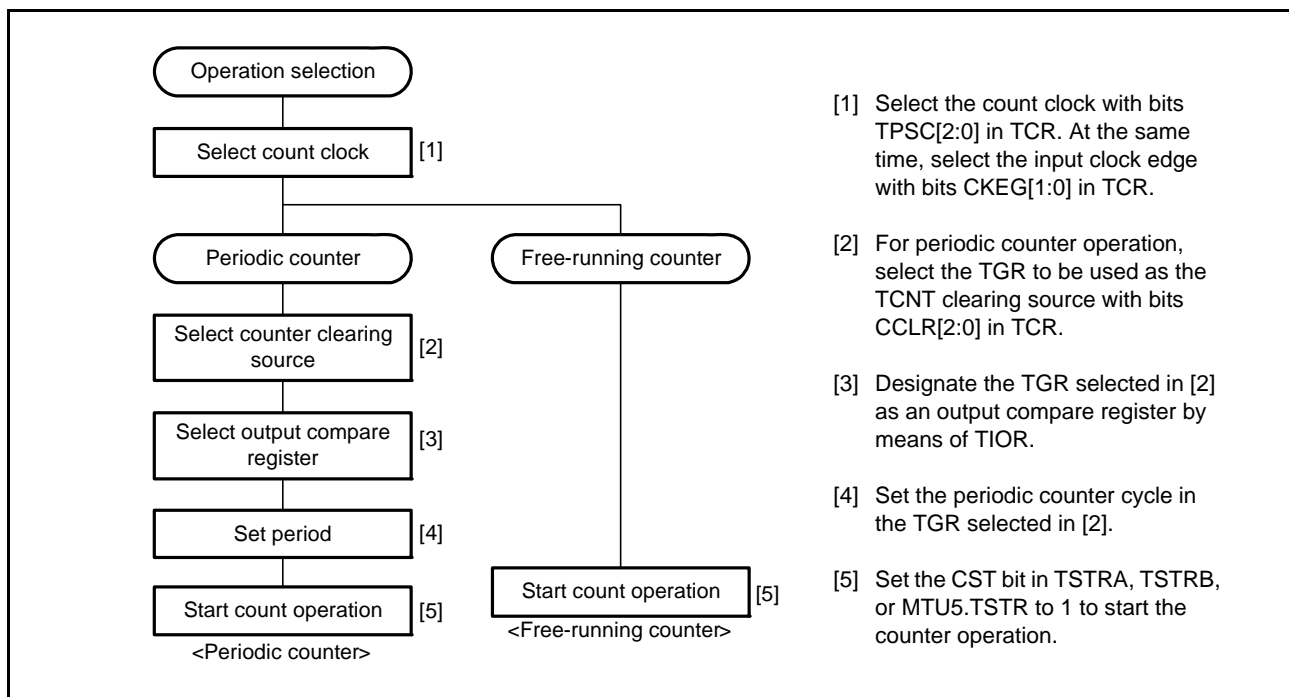 Operation selection
Select count clock
[1]
Periodic counter
Free-running counter
Select counter clearing
source
[2]
Select output compare
register
[3]
Set period
[4]
Start count operation
[5]
<Periodic counter>
Start count operation
[5]
<Free-running counter>
[1] Select the count clock with bits
TPSC[2:0] in TCR. At the same
time, select the input clock edge
with bits CKEG[1:0] in TCR.
[2] For periodic counter operation,
select the TGR to be used as the
TCNT clearing source with bits
CCLR[2:0] in TCR.
[3] Designate the TGR selected in [2]
as an output compare register by
means of TIOR.
[4] Set the periodic counter cycle in
the TGR selected in [2].
[5] Set the CST bit in TSTRA, TSTRB,
or MTU5.TSTR to 1 to start the
counter operation.